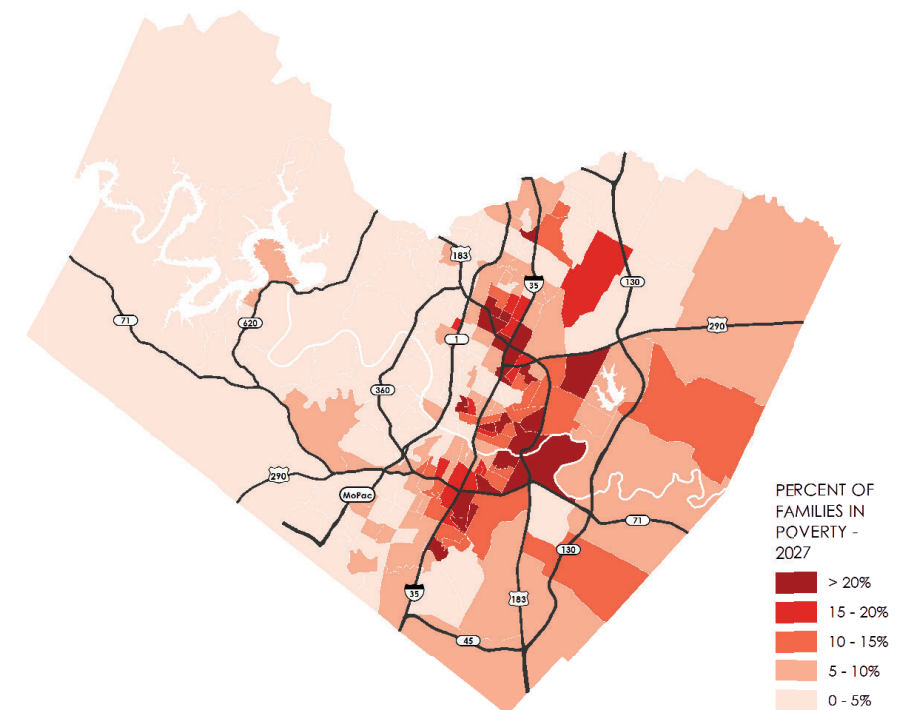 183
35
130
71
620
1
290
360
290
MoPac
71
130
35
183
45
PERCENT OF
FAMILIES IN
POVERTY -
2027
> 20%
15 - 20%
10 - 15%
5 - 10%
0 - 5%